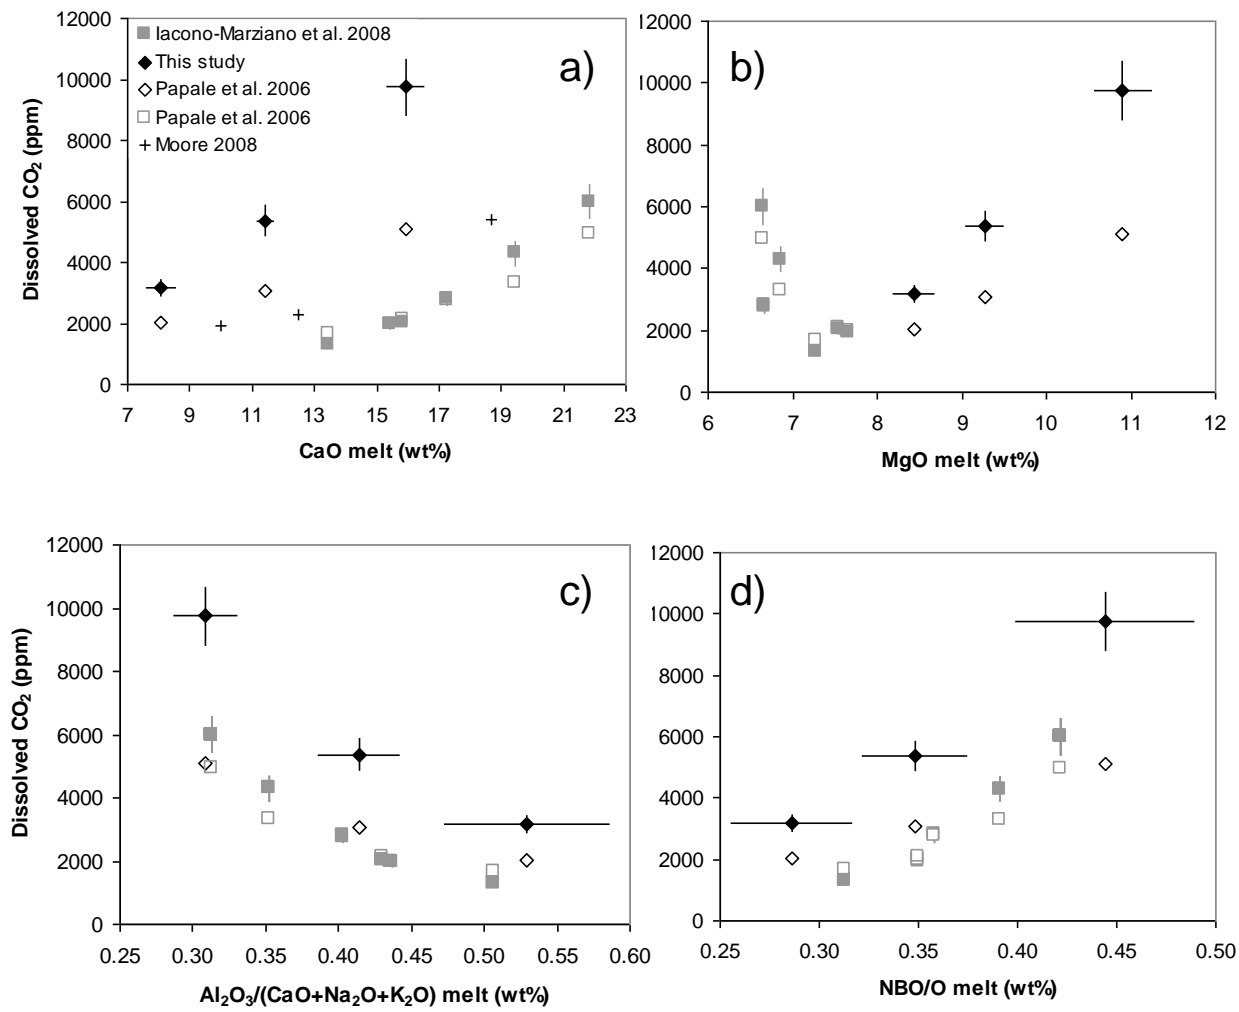 12000
10000
8000
6000
4000
2000
0
Dissolved CO₂ (ppm)
Iacono-Marziano et al. 2008
This study
Papale et al. 2006
Papale et al. 2006
Moore 2008
a)
7 9 11 13 15 17 19 21 23
CaO melt (wt%)
12000
10000
8000
6000
4000
2000
0
b)
6 7 8 9 10 11 12
MgO melt (wt%)
12000
10000
8000
6000
4000
2000
0
Dissolved CO₂ (ppm)
c)
0.25 0.30 0.35 0.40 0.45 0.50 0.55 0.60
Al₂O₃/(CaO+Na₂O+K₂O) melt (wt%)
12000
10000
8000
6000
4000
2000
0
d)
0.25 0.30 0.35 0.40 0.45 0.50
NBO/O melt (wt%)